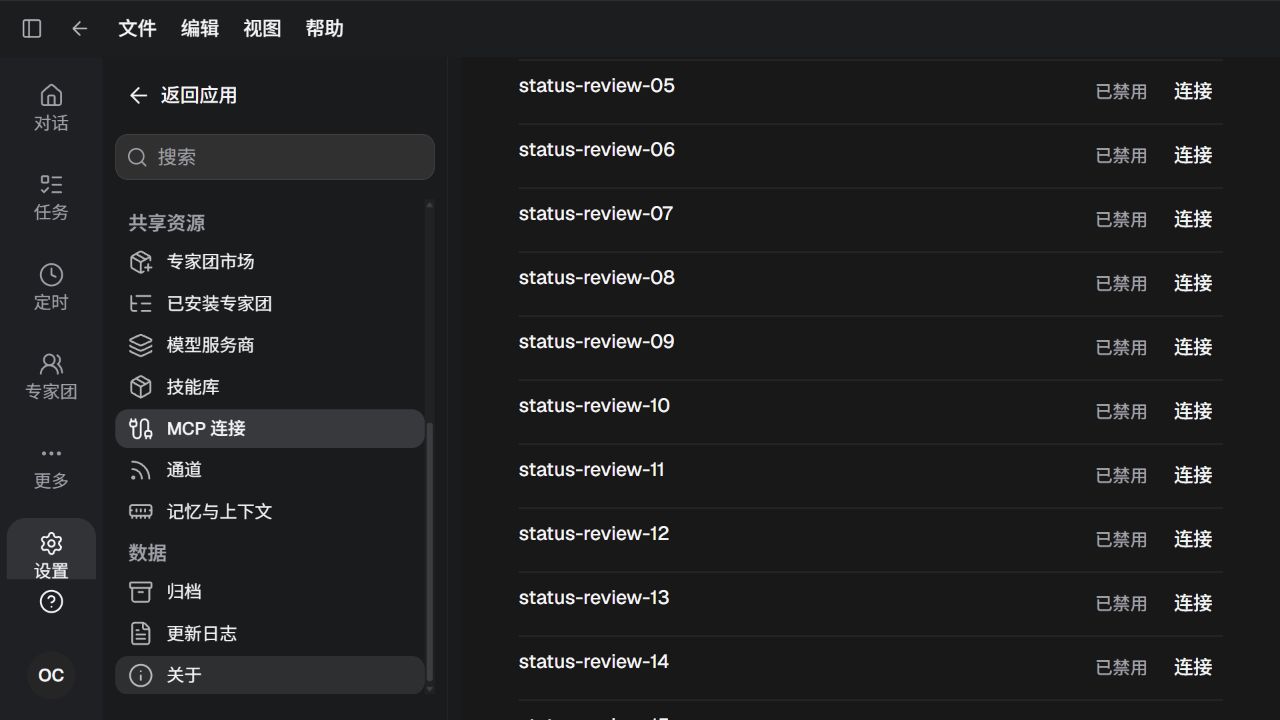 文件 编辑 视图 帮助
对话
任务
定时
专家团
更多
设置
OC
返回应用
搜索
共享资源
专家团市场
已安装专家团
模型服务商
技能库
MCP 连接
通道
记忆与上下文
数据
归档
更新日志
关于
status-review-05 已禁用 连接
status-review-06 已禁用 连接
status-review-07 已禁用 连接
status-review-08 已禁用 连接
status-review-09 已禁用 连接
status-review-10 已禁用 连接
status-review-11 已禁用 连接
status-review-12 已禁用 连接
status-review-13 已禁用 连接
status-review-14 已禁用 连接